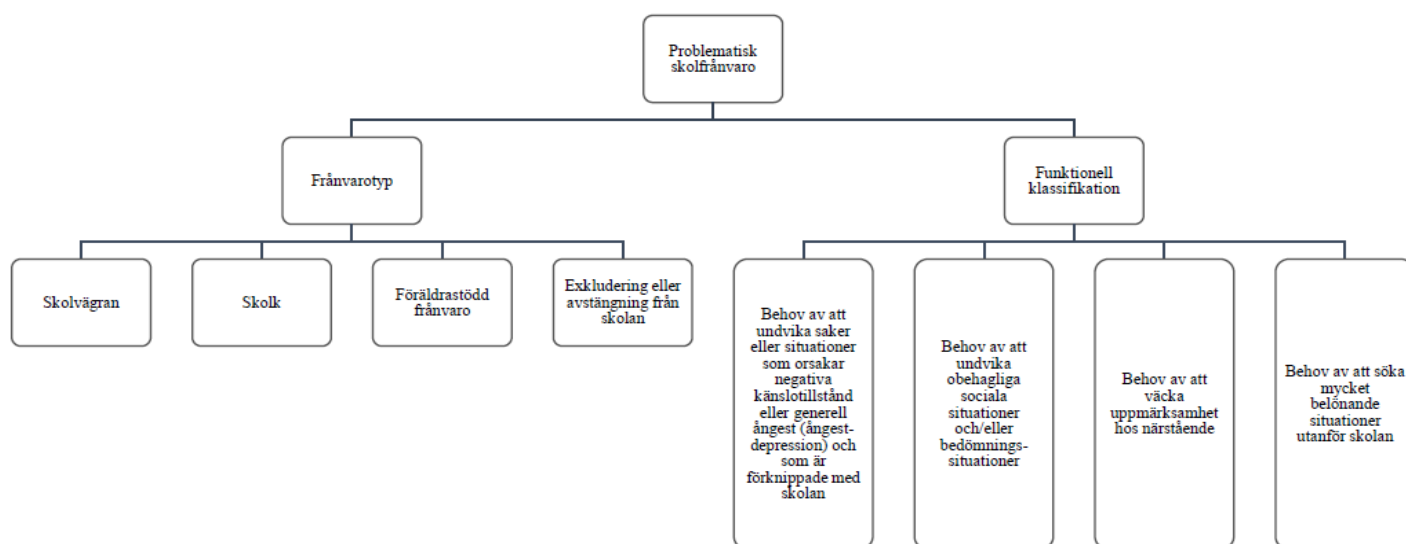 Problematisk
skolfrånvaro
Frånvarotyp
Funktionell
klassifikation
Skolvägran
Skolk
Föräldrastödd
frånvaro
Exkludering eller
avstängning från
skolan
Behov av att
undvika saker
eller situationer
som orsakar
negativa
känslotillstånd
eller generell
ångest (ångest-
depression) och
som är
förknippade med
skolan
Behov av att
undvika
obehagliga
sociala
situationer
och/eller
bedömnings-
situationer
Behov av att
väcka
uppmärksamhet
hos närstående
Behov av att söka
mycket
belönande
situationer
utanför skolan